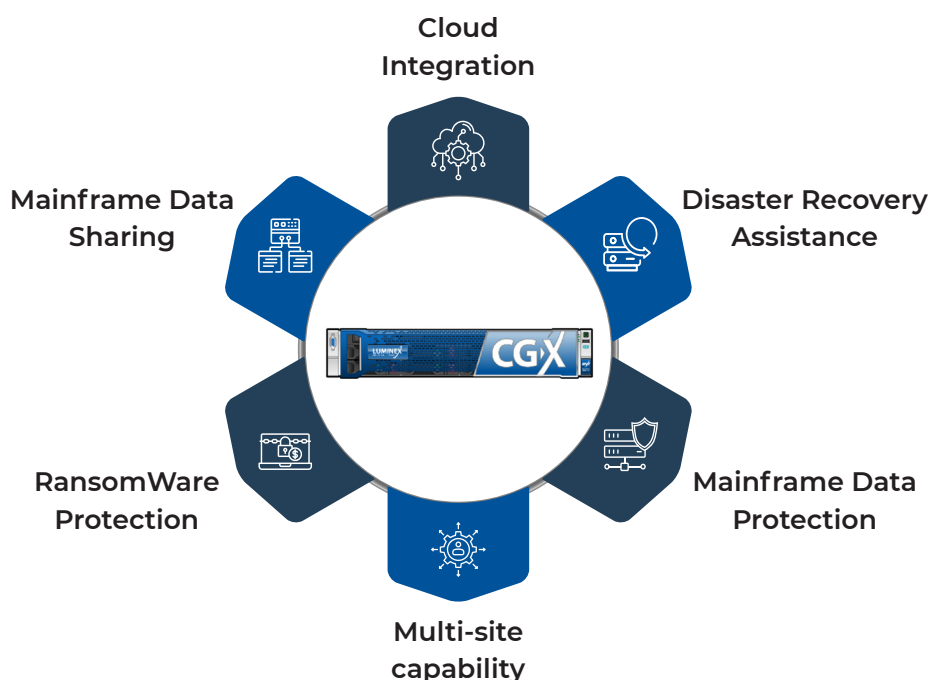 Cloud
Integration
Mainframe Data
Sharing
Disaster Recovery
Assistance
LUMINEX
CGX
RansomWare
Protection
Mainframe Data
Protection
Multi-site
capability